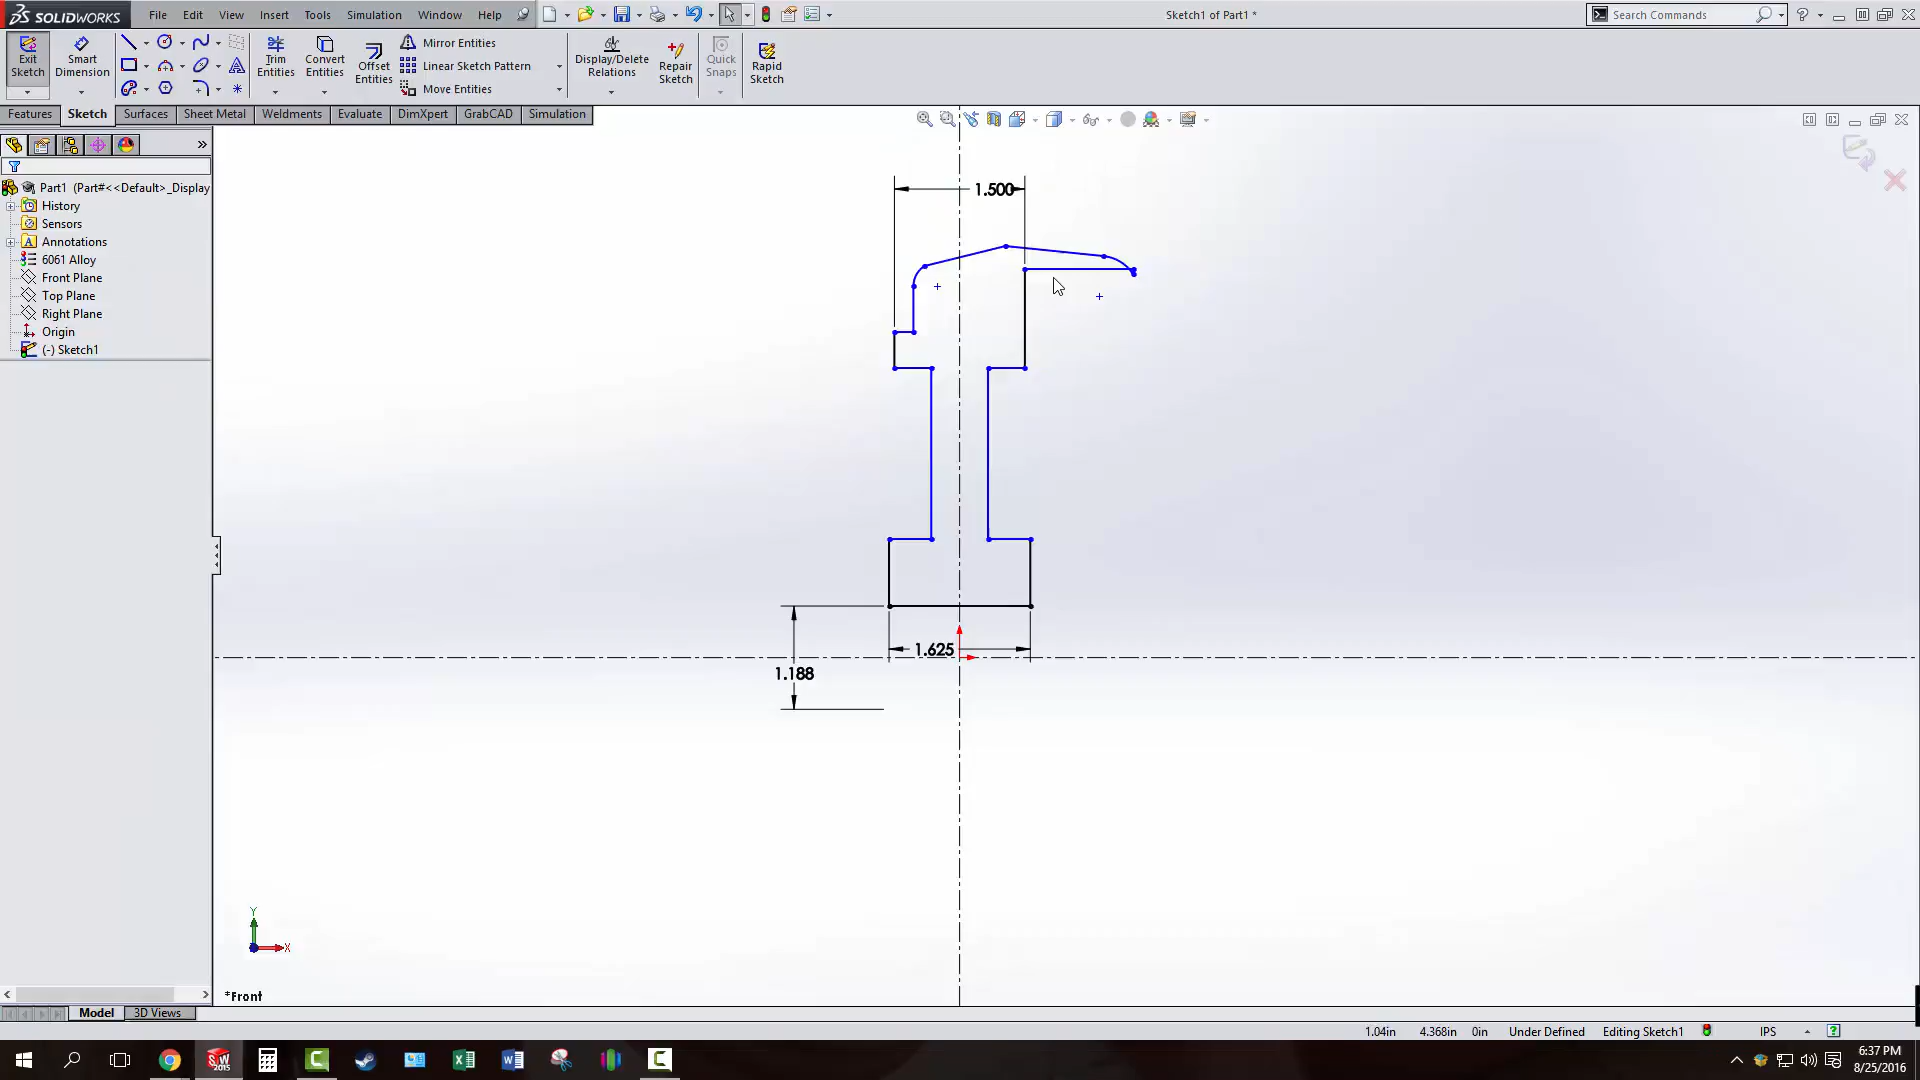 SOLIDWORKS File Edit View Insert Tools Simulation Window Help Sketch1 of Part1 * Search Commands ?
Exit Sketch
Smart Dimension
Trim Entities
Convert Entities
Offset Entities
Mirror Entities
Linear Sketch Pattern
Move Entities
Display/Delete Relations
Repair Sketch
Quick Snaps
Rapid Sketch
Features Sketch Surfaces Sheet Metal Weldments Evaluate DimXpert GrabCAD Simulation
Part1 (Part#<<Default>_Display
History
Sensors
A Annotations
6061 Alloy
Front Plane
Top Plane
Right Plane
Origin
(-) Sketch1
1.500
1.625
1.188
Y
X
*Front
Model 3D Views
1.04in 4.368in 0in Under Defined Editing Sketch1 IPS ?
6:37 PM
8/25/2016